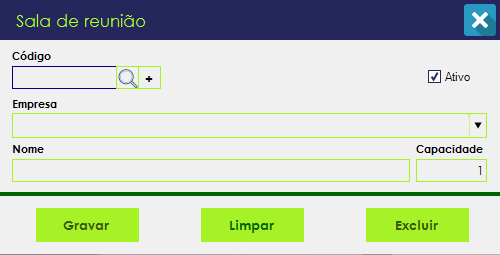 Sala de reunião
Código
+
Ativo
Empresa
Nome Capacidade
1
Gravar Limpar Excluir